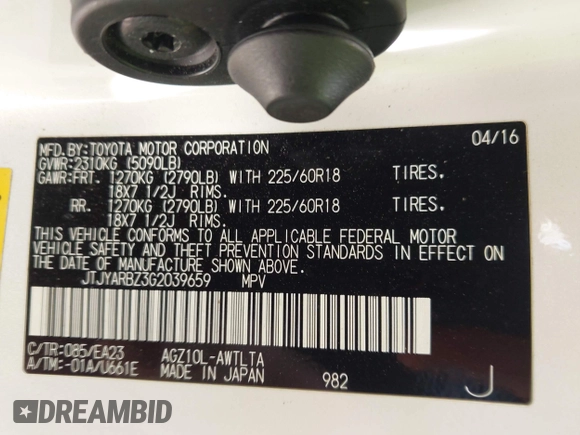 MFD.BY:TOYOTA MOTOR CORPORATION 04/16
GVWR:2310KG (5090LB)
GAWR:FRT. 1270KG (2790LB) WITH 225/60R18 TIRES.
18X7 1/2J RIMS.
RR. 1270KG (2790LB) WITH 225/60R18 TIRES.
18X7 1/2J RIMS.
THIS VEHICLE CONFORMS TO ALL APPLICABLE FEDERAL MOTOR
VEHICLE SAFETY AND THEFT PREVENTION STANDARDS IN EFFECT ON
THE DATE OF MANUFACTURE SHOWN ABOVE.
JTJYARBZ3G2039659 MPV
C/TR:085/EA23 AGZ10L-AWTLTA
A/TM:-01A/U661E MADE IN JAPAN 982 J
DREAMBID